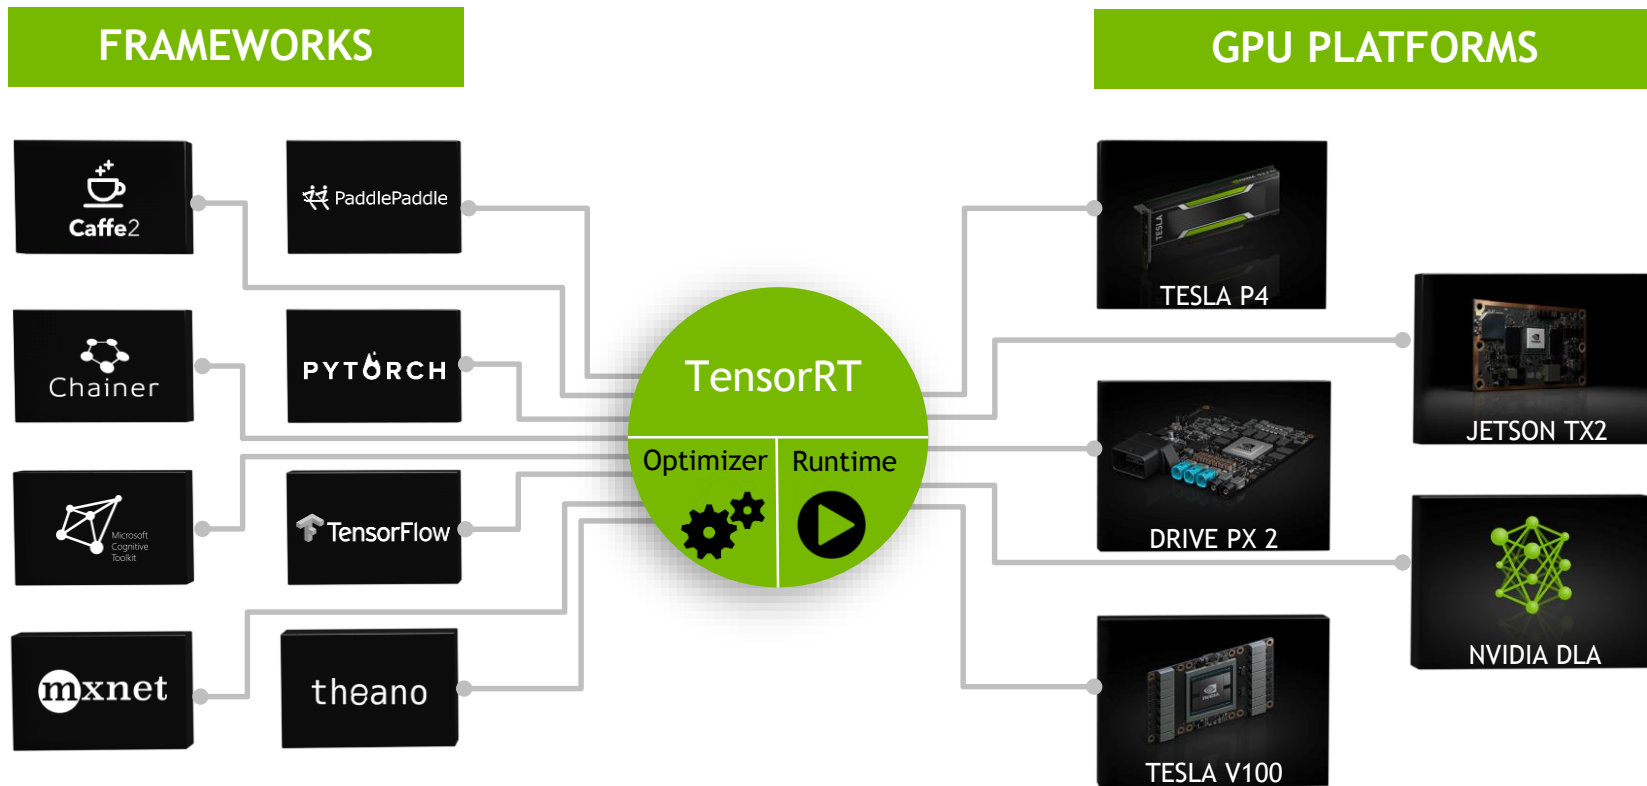 FRAMEWORKS
GPU PLATFORMS
Caffe2
PaddlePaddle
Chainer
PYTORCH
Microsoft
Cognitive
Toolkit
TensorFlow
mxnet
theano
TensorRT
Optimizer
Runtime
TESLA
TESLA P4
JETSON TX2
DRIVE PX 2
NVIDIA DLA
TESLA V100